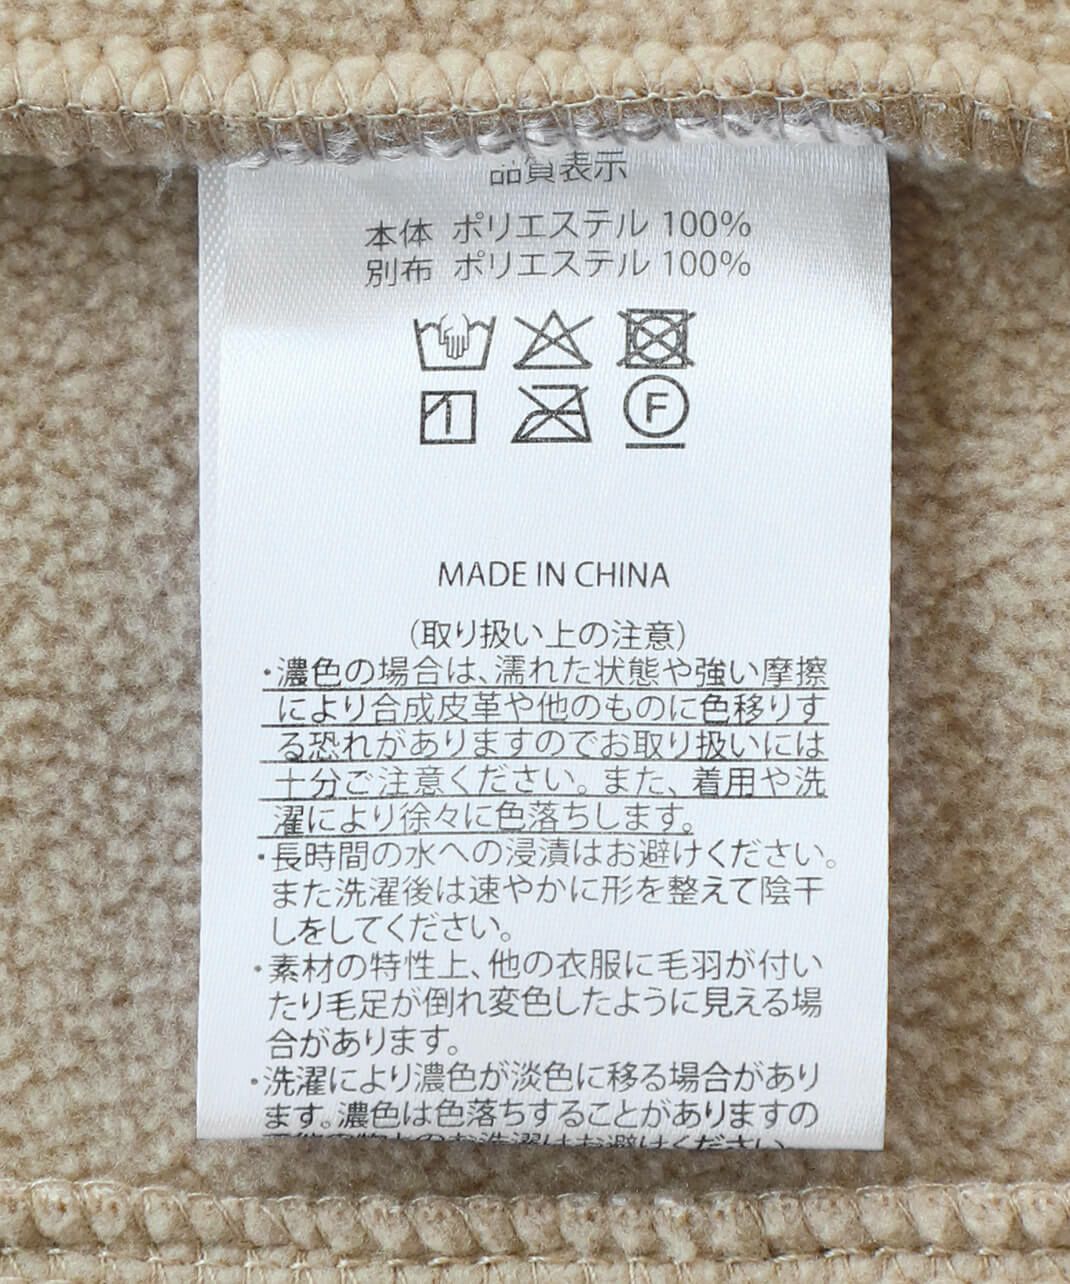 品質表示
本体 ポリエステル 100%
別布 ポリエステル 100%
F
MADE IN CHINA
(取り扱い上の注意)
・濃色の場合は、濡れた状態や強い摩擦
により合成皮革や他のものに色移りす
る恐れがありますのでお取り扱いには
十分ご注意ください。また、着用や洗
濯により徐々に色落ちします。
・長時間の水への浸漬はお避けください。
また洗濯後は速やかに形を整えて陰干
しをしてください。
・素材の特性上、他の衣服に毛羽が付い
たり毛足が倒れ変色したように見える場
合があります。
・洗濯により濃色が淡色に移る場合があり
ます。濃色は色落ちすることがありますの
のお洗濯はお避けください